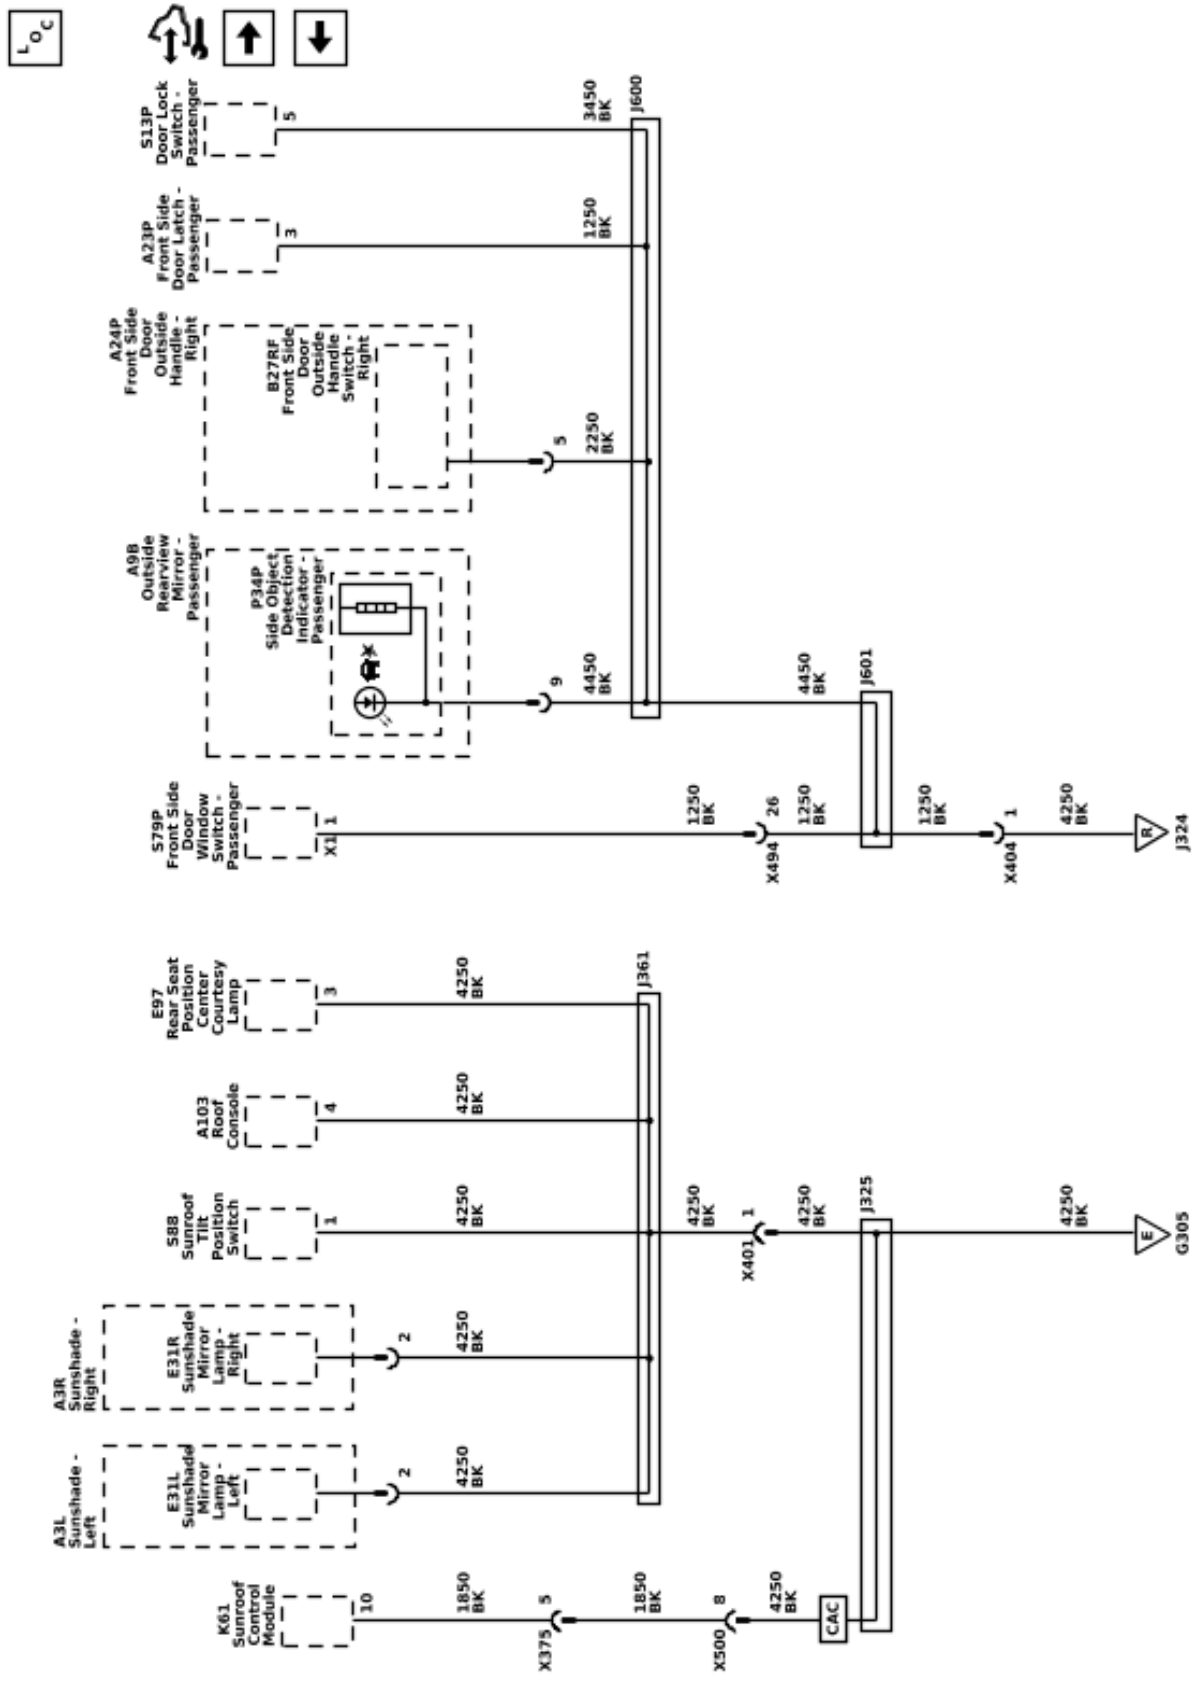 LOC
K61
Sunroof
Control
Module
10
1850
BK
5
X375
1850
BK
8
X500
4250
BK
CAC
A3L
Sunshade -
Left
E31L
Sunshade
Mirror
Lamp -
Left
2
4250
BK
A3R
Sunshade -
Right
E31R
Sunshade
Mirror
Lamp -
Right
2
4250
BK
S88
Sunroof
Tilt
Position
Switch
1
4250
BK
A103
Roof
Console
4
4250
BK
E97
Rear Seat
Position
Center
Courtesy
Lamp
3
4250
BK
J361
4250
BK
1
X401
4250
BK
J325
4250
BK
E
G305
S79P
Front Side
Door
Window
Switch -
Passenger
1
X1
1250
BK
26
X494
1250
BK
A9B
Outside
Rearview
Mirror -
Passenger
P34P
Side Object
Detection
Indicator -
Passenger
9
4450
BK
A24P
Front Side
Door
Outside
Handle -
Right
B27RF
Front Side
Door
Outside
Handle
Switch -
Right
5
2250
BK
A23P
Front Side
Door Latch -
Passenger
3
1250
BK
S13P
Door Lock
Switch -
Passenger
5
3450
BK
J600
4450
BK
J601
1250
BK
1
X404
4250
BK
R
J324